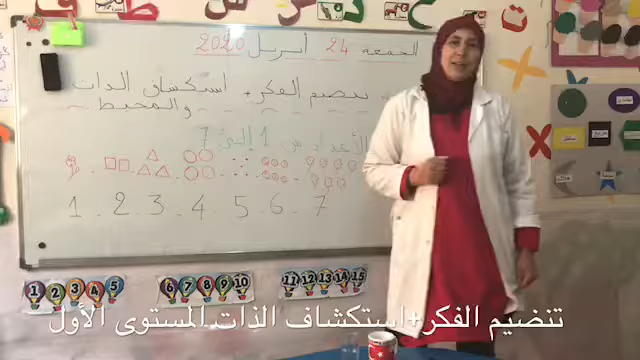 ت
الجمعة 24 أبريل 2020
تنضيم الفكر + استكشاف الذات
والمحيط
الأعداد من 1 إلى 7
1 - 2 - 3 - 4 - 5 - 6 - 7
1 2 3 4 5
6 7 8 9 10
11 12 13 14 15
تنضيم الفكر+استكشاف الذات المستوى الأول